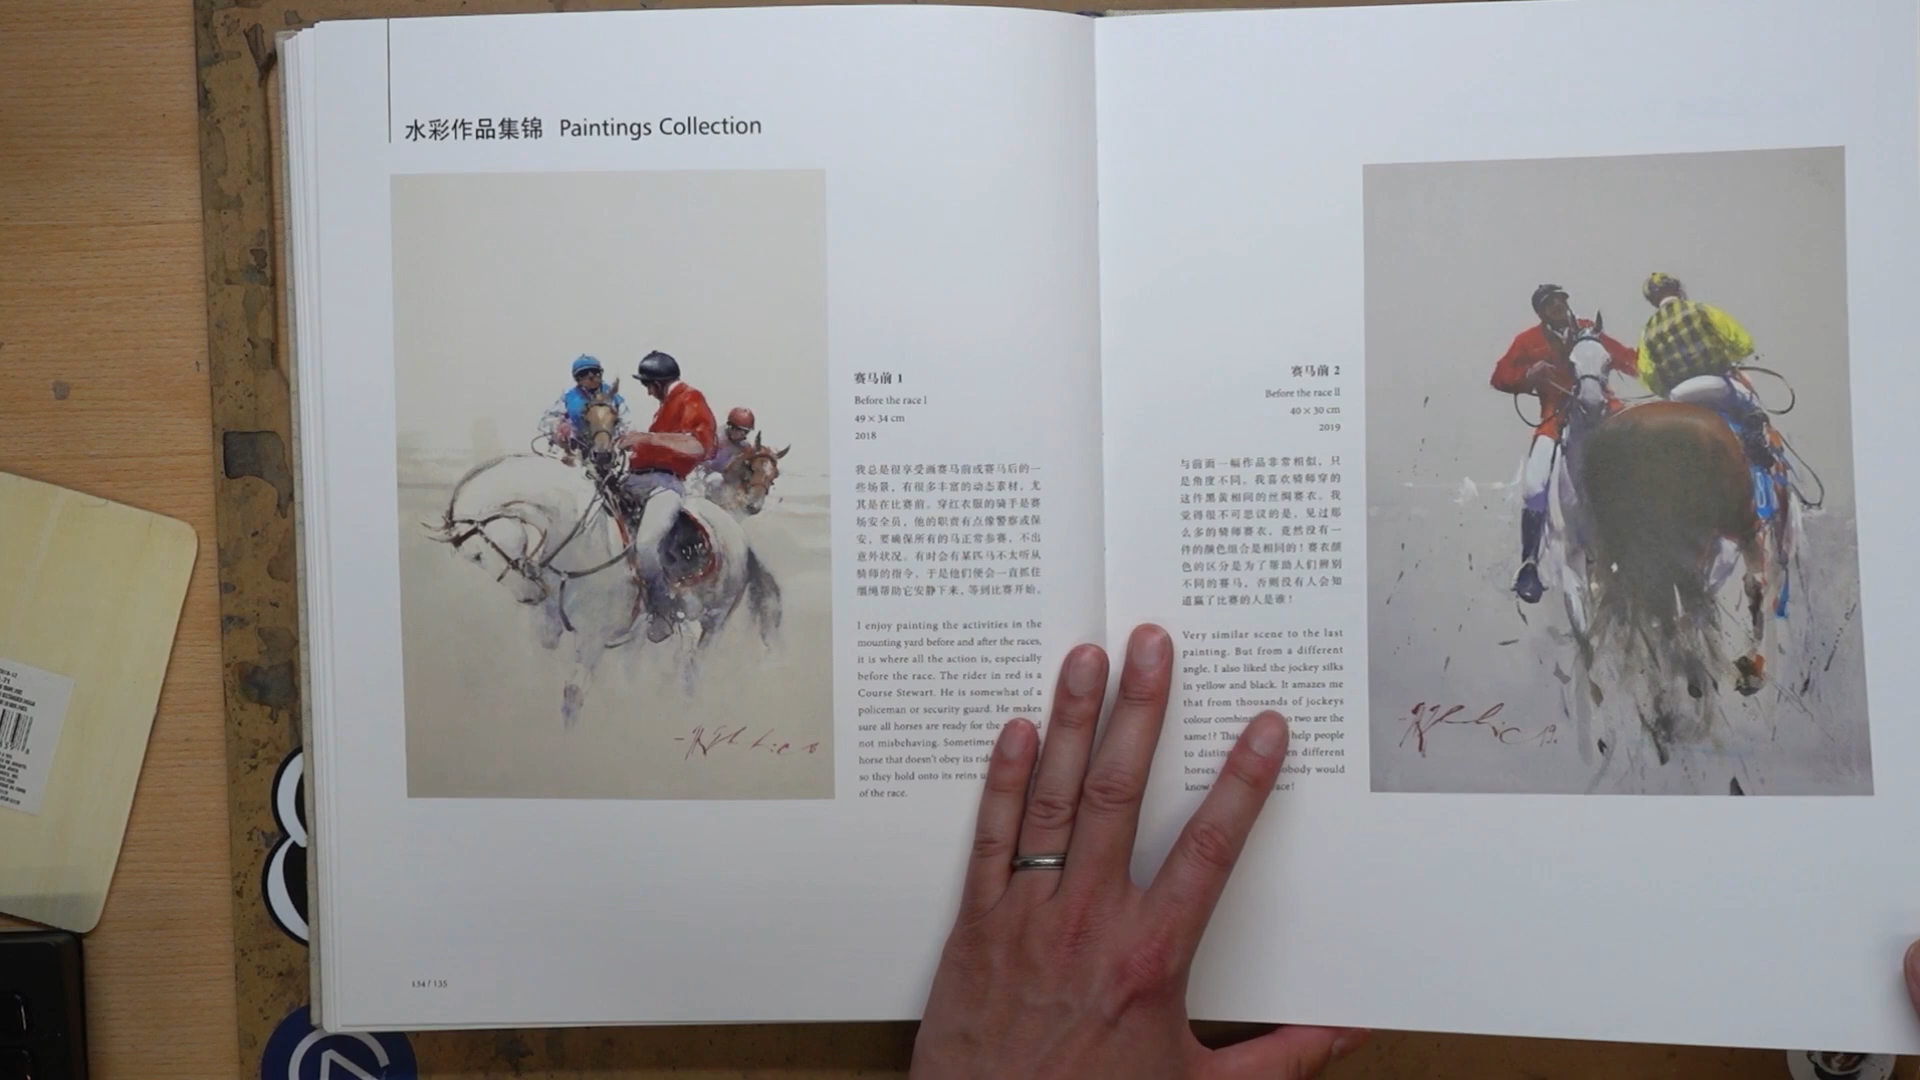 水彩作品集锦 Paintings Collection
赛马前 1
Before the race I
49 × 34 cm
2018
我总是很享受画赛马前或赛马后的一
些场景，有很多丰富的动态素材，尤
其是在比赛前。穿红衣服的骑手是赛
场安全员，他的职责有点像警察或保
安，要确保所有的马正常参赛，不出
意外状况。有时会有某匹马不太听从
骑师的指令，于是他们便会一直抓住
缰绳帮助它安静下来，等到比赛开始。
I enjoy painting the activities in the
mounting yard before and after the races,
it is where all the action is, especially
before the race. The rider in red is a
Course Stewart. He is somewhat of a
policeman or security guard. He makes
sure all horses are ready for the
not misbehaving. Sometimes
horse that doesn't obey its
so they hold onto its reins
of the race.
134 / 135
赛马前 2
Before the race II
40 × 30 cm
2019
与前面一幅作品非常相似，只
是角度不同。我喜欢骑师穿的
这件黑黄相间的丝绸赛衣。我
觉得很不可思议的是，见过那
么多的骑师赛衣，竟然没有一
件的颜色组合是相同的！赛衣颜
色的区分是为了帮助人们辨别
不同的赛马，否则没有人会知
道赢了比赛的人是谁！
Very similar scene to the last
painting. But from a different
angle. I also liked the jockey silks
in yellow and black. It amazes me
that from thousands of jockeys
colour two are the
same!? help people
to different
horses. would
know